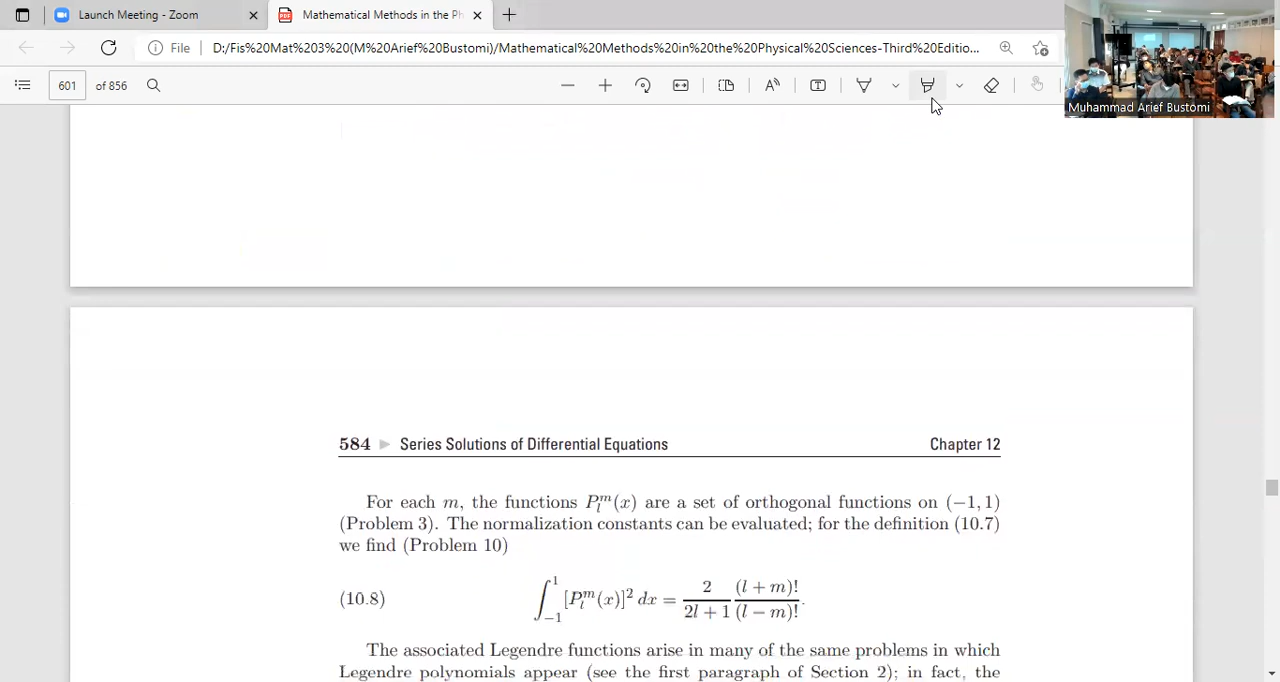 Launch Meeting - Zoom
Mathematical Methods in the Ph
File
D:/Fis%20Mat%203%20(M%20Arief%20Bustomi)/Mathematical%20Methods%20in%20the%20Physical%20Sciences-Third%20Editio...
601 of 856
Muhammad Arief Bustomi
584 ▶ Series Solutions of Differential Equations Chapter 12
For each m, the functions P_l^m(x) are a set of orthogonal functions on (−1, 1)
(Problem 3). The normalization constants can be evaluated; for the definition (10.7)
we find (Problem 10)
(10.8) ∫_{−1}^{1} [P_l^m(x)]^2 dx = \frac{2}{2l + 1} \frac{(l + m)!}{(l − m)!}.
The associated Legendre functions arise in many of the same problems in which
Legendre polynomials appear (see the first paragraph of Section 2); in fact, the